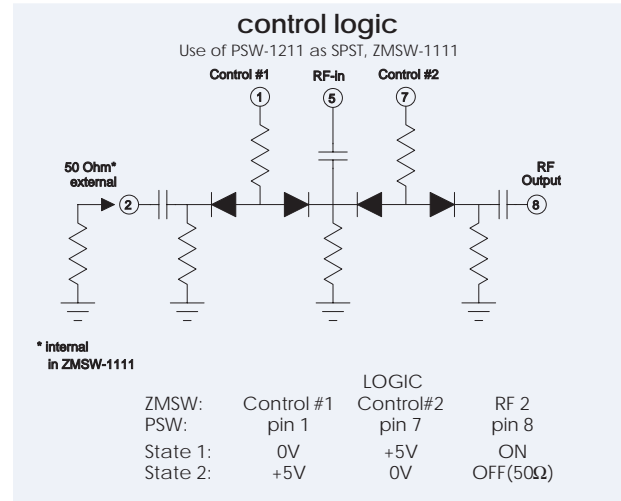 control logic
Use of PSW-1211 as SPST, ZMSW-1111
Control #1 RF-in Control #2
1 5 7
50 Ohm*
external
RF
Output
2 8
* internal
in ZMSW-1111
LOGIC
ZMSW: Control #1 Control#2 RF 2
PSW: pin 1 pin 7 pin 8
State 1: 0V +5V ON
State 2: +5V 0V OFF(50Ω)